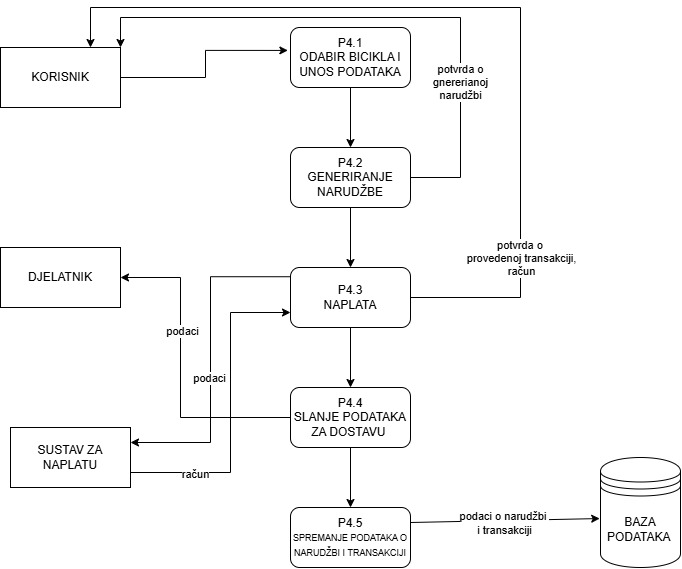 KORISNIK
P4.1
ODABIR BICIKLA I
UNOS PODATAKA
potvrda o
gnererianoj
narudžbi
P4.2
GENERIRANJE
NARUDŽBE
potvrda o
provedenoj transakciji,
račun
DJELATNIK
P4.3
NAPLATA
podaci
podaci
P4.4
SLANJE PODATAKA
ZA DOSTAVU
SUSTAV ZA
NAPLATU
račun
P4.5
SPREMANJE PODATAKA O
NARUDŽBI I TRANSAKCIJI
podaci o narudžbi
i transakciji
BAZA
PODATAKA